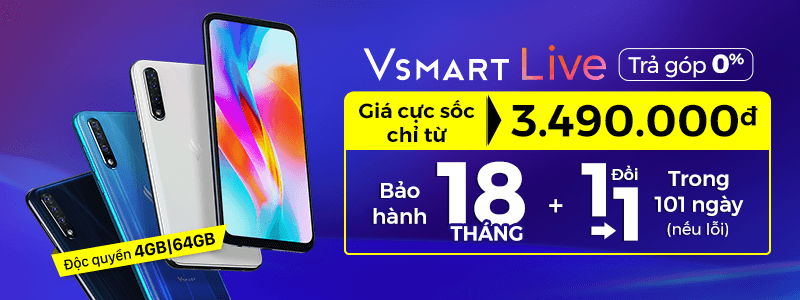 VSMART Live
Trả góp 0%
Giá cực sốc
chỉ từ
3.490.000đ
Bảo
hành
18
THÁNG
+
Đổi
1→1
Trong
101 ngày
(nếu lỗi)
Độc quyền 4GB|64GB
Vsmart